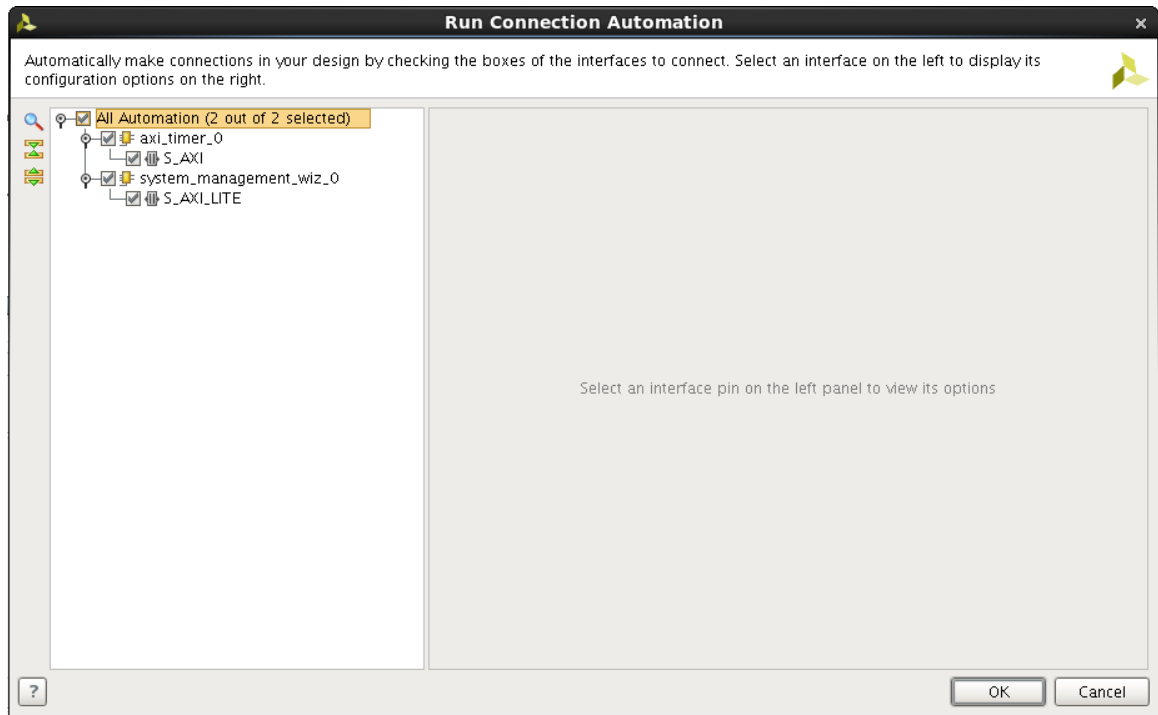 Run Connection Automation
Automatically make connections in your design by checking the boxes of the interfaces to connect. Select an interface on the left to display its
configuration options on the right.
All Automation (2 out of 2 selected)
axi_timer_0
S_AXI
system_management_wiz_0
S_AXI_LITE
Select an interface pin on the left panel to view its options
?
OK
Cancel